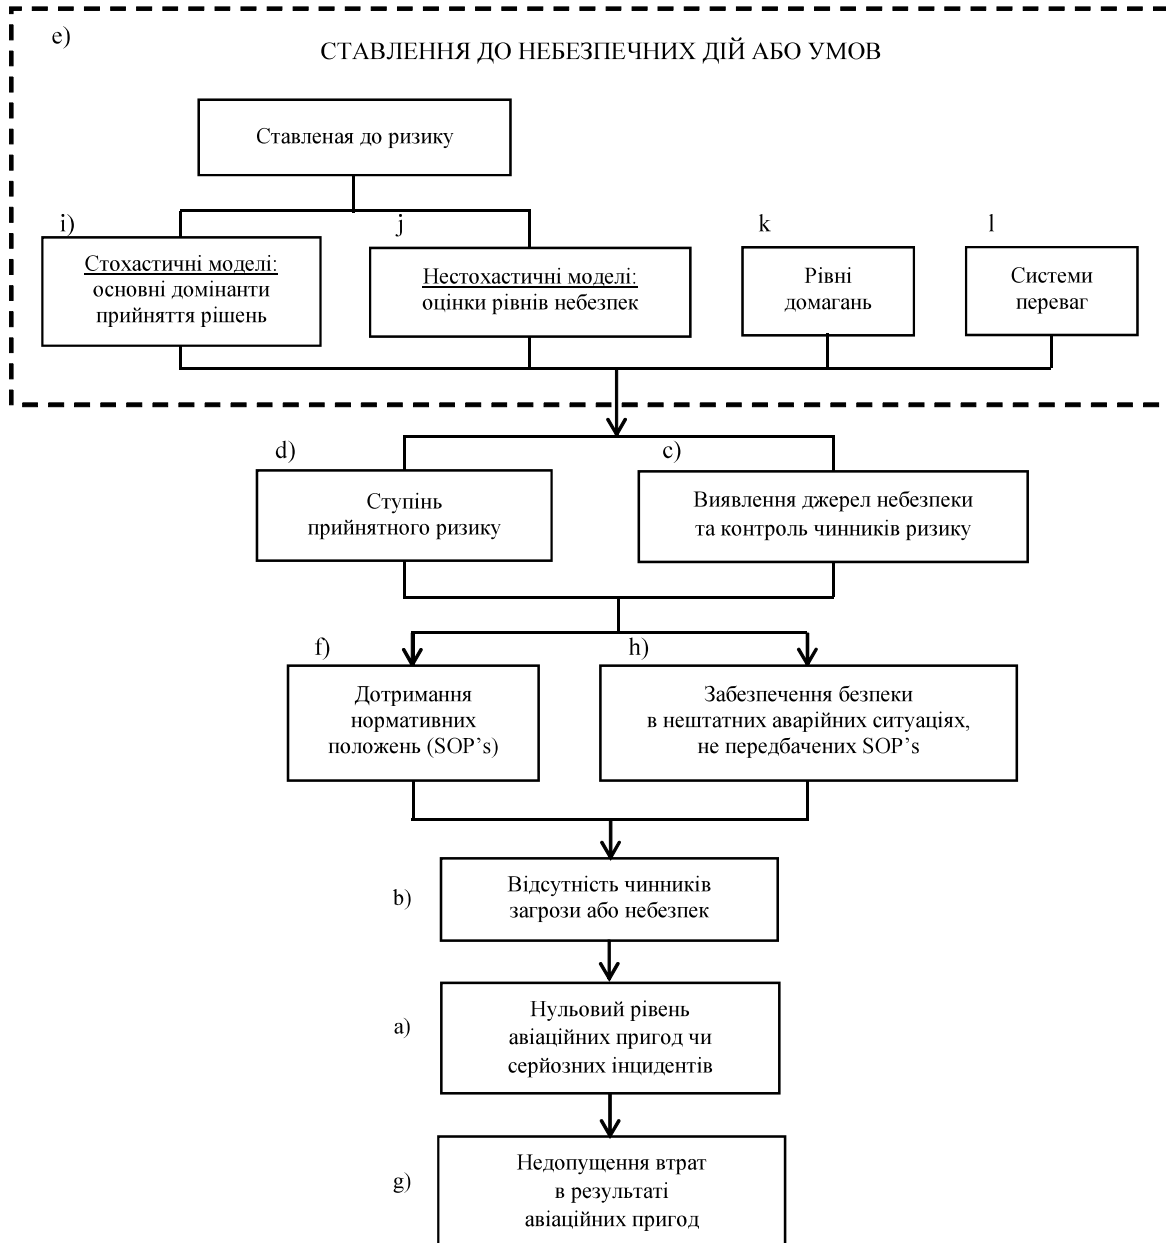 e)
СТАВЛЕННЯ ДО НЕБЕЗПЕЧНИХ ДІЙ АБО УМОВ
Ставленая до ризику
i)
Стохастичні моделі:
основні домінанти
прийняття рішень
j
Нестохастичні моделі:
оцінки рівнів небезпек
k
Рівні
домагань
l
Системи
переваг
d)
Ступінь
прийнятного ризику
c)
Виявлення джерел небезпеки
та контроль чинників ризику
f)
Дотримання
нормативних
положень (SOP’s)
h)
Забезпечення безпеки
в нештатних аварійних ситуаціях,
не передбачених SOP’s
b)
Відсутність чинників
загрози або небезпек
a)
Нульовий рівень
авіаційних пригод чи
серйозних інцидентів
g)
Недопущення втрат
в результаті
авіаційних пригод